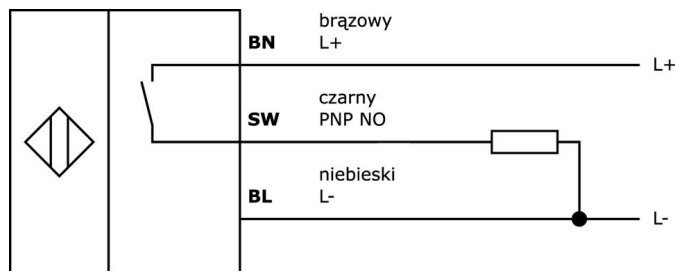 brązowy
BN L+
L+
czarny
SW PNP NO
niebieski
BL L-
L-